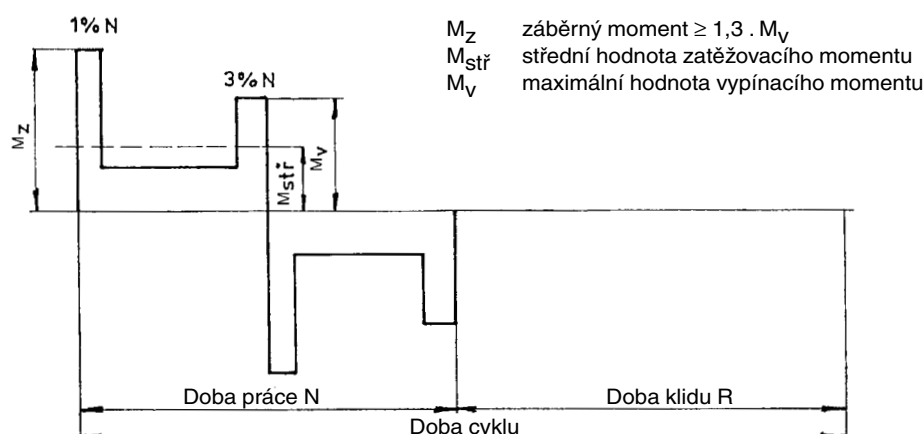 1% N
3% N
M_Z záběrný moment ≥ 1,3 . M_V
M_stř střední hodnota zatěžovacího momentu
M_V maximální hodnota vypínacího momentu
M_Z
M_stř
M_V
Doba práce N
Doba klidu R
Doba cyklu